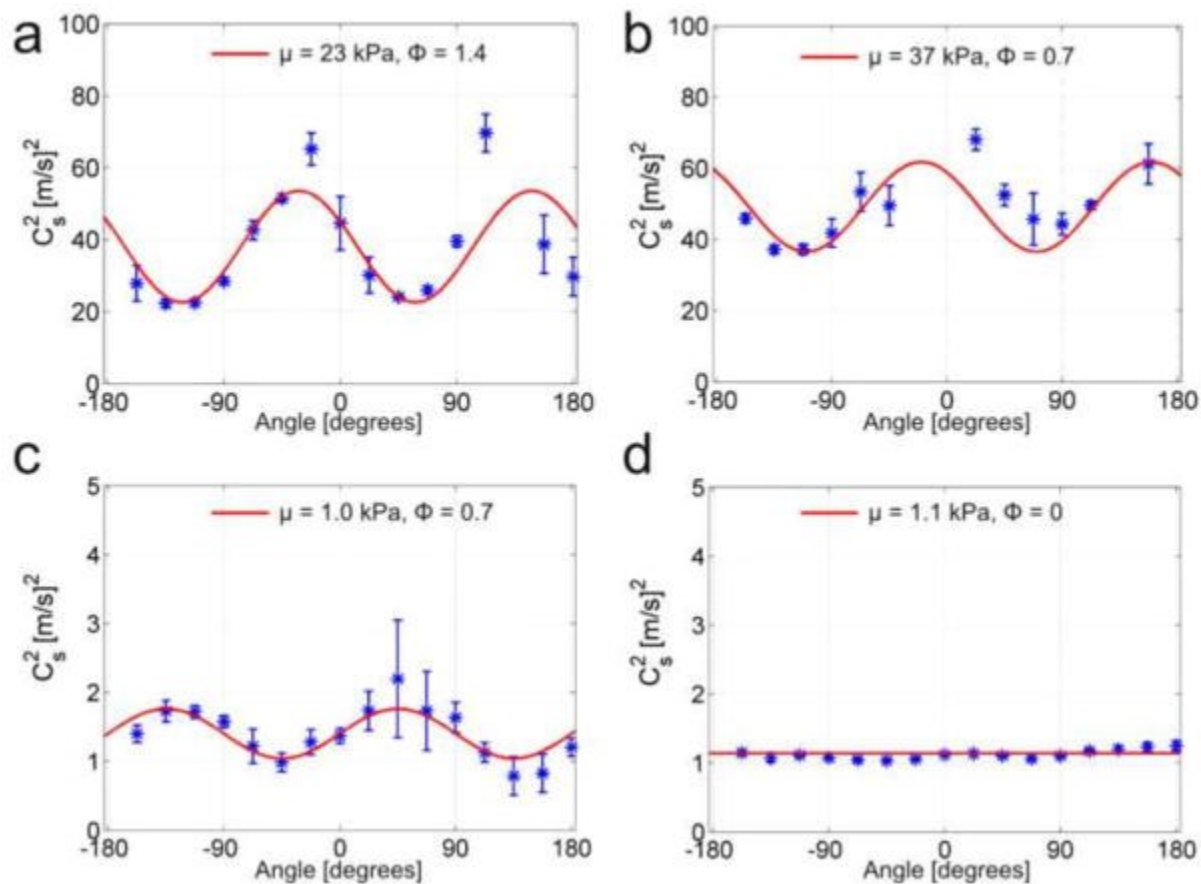 a
100
80
60
40
20
0
C_s^2 [m/s]^2
μ = 23 kPa, Φ = 1.4
-180 -90 0 90 180
Angle [degrees]
b
100
80
60
40
20
0
C_s^2 [m/s]^2
μ = 37 kPa, Φ = 0.7
-180 -90 0 90 180
Angle [degrees]
c
5
4
3
2
1
0
C_s^2 [m/s]^2
μ = 1.0 kPa, Φ = 0.7
-180 -90 0 90 180
Angle [degrees]
d
5
4
3
2
1
0
C_s^2 [m/s]^2
μ = 1.1 kPa, Φ = 0
-180 -90 0 90 180
Angle [degrees]